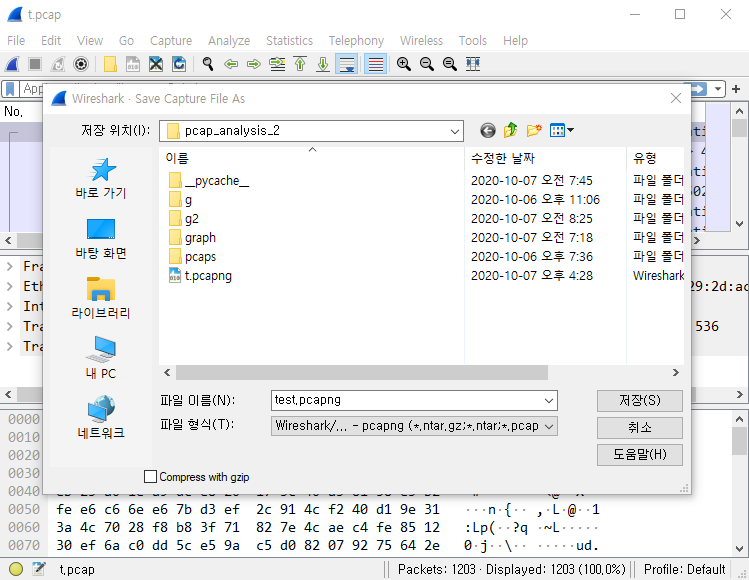 t.pcap
File Edit View Go Capture Analyze Statistics Telephony Wireless Tools Help
App
No.
Wireshark · Save Capture File As
저장 위치(I): pcap_analysis_2
이름 수정한 날짜 유형
__pycache__ 2020-10-07 오전 7:45 파일 폴더
g 2020-10-06 오후 11:06 파일 폴더
g2 2020-10-07 오전 8:25 파일 폴더
graph 2020-10-07 오전 7:18 파일 폴더
pcaps 2020-10-06 오후 7:36 파일 폴더
t.pcapng 2020-10-07 오전 4:28 Wireshark
바로 가기
바탕 화면
라이브러리
내 PC
네트워크
Fra
Eth 29:2d:ac
Int
Tra 536
Tra
파일 이름(N): test.pcapng 저장(S)
파일 형식(T): Wireshark/... - pcapng (*.ntar.gz;*.ntar;*.pcap 취소
도움말(H)
Compress with gzip
0000
0010
0020
0030
0040
0050 fe e6 c6 6e e6 7b d3 ef 2c 91 4c f2 40 d1 9e 31 ···n·{·· ,·L·@··1
0060 3a 4c 70 28 f8 b8 3f 71 82 7e 4c ae c4 fe 85 12 :Lp(··?q ·~L·····
0070 30 ef 6a c0 dd 5c e5 9a c5 d0 82 07 92 75 64 2e 0·j··\·· ·····ud.
t.pcap Packets: 1203 · Displayed: 1203 (100.0%) Profile: Default